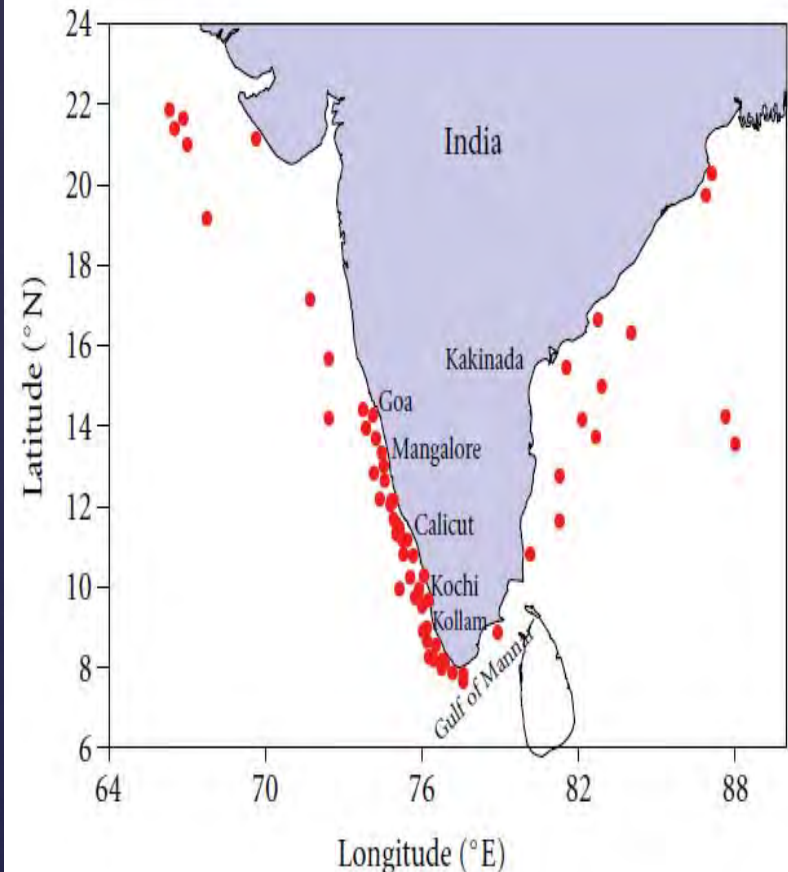 24
22
20
18
16
14
12
10
8
6
Latitude (°N)
India
Kakinada
Goa
Mangalore
Calicut
Kochi
Kollam
Gulf of Mannar
64 70 76 82 88
Longitude (°E)